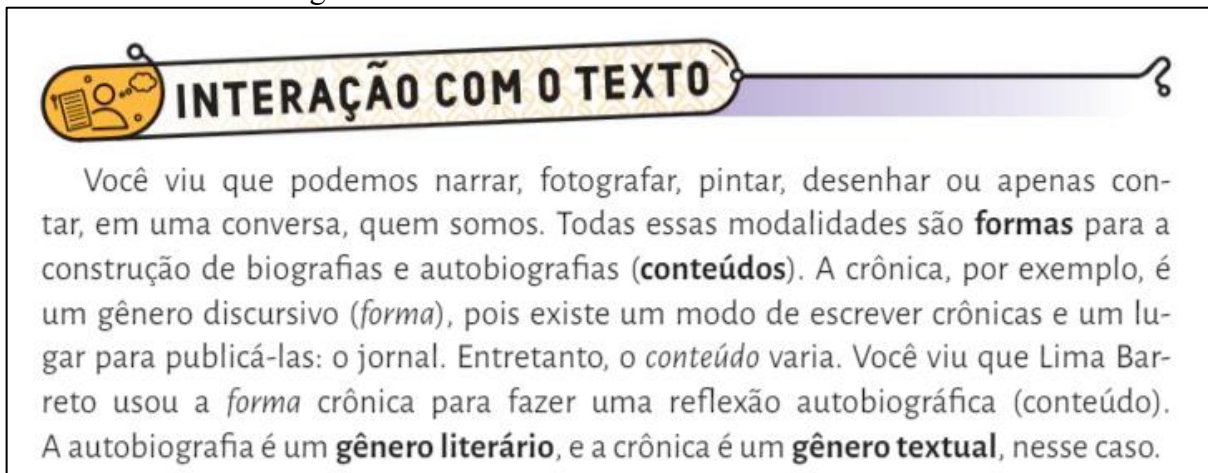 INTERAÇÃO COM O TEXTO
Você viu que podemos narrar, fotografar, pintar, desenhar ou apenas con-
tar, em uma conversa, quem somos. Todas essas modalidades são formas para a
construção de biografias e autobiografias (conteúdos). A crônica, por exemplo, é
um gênero discursivo (forma), pois existe um modo de escrever crônicas e um lu-
gar para publicá-las: o jornal. Entretanto, o conteúdo varia. Você viu que Lima Bar-
reto usou a forma crônica para fazer uma reflexão autobiográfica (conteúdo).
A autobiografia é um gênero literário, e a crônica é um gênero textual, nesse caso.